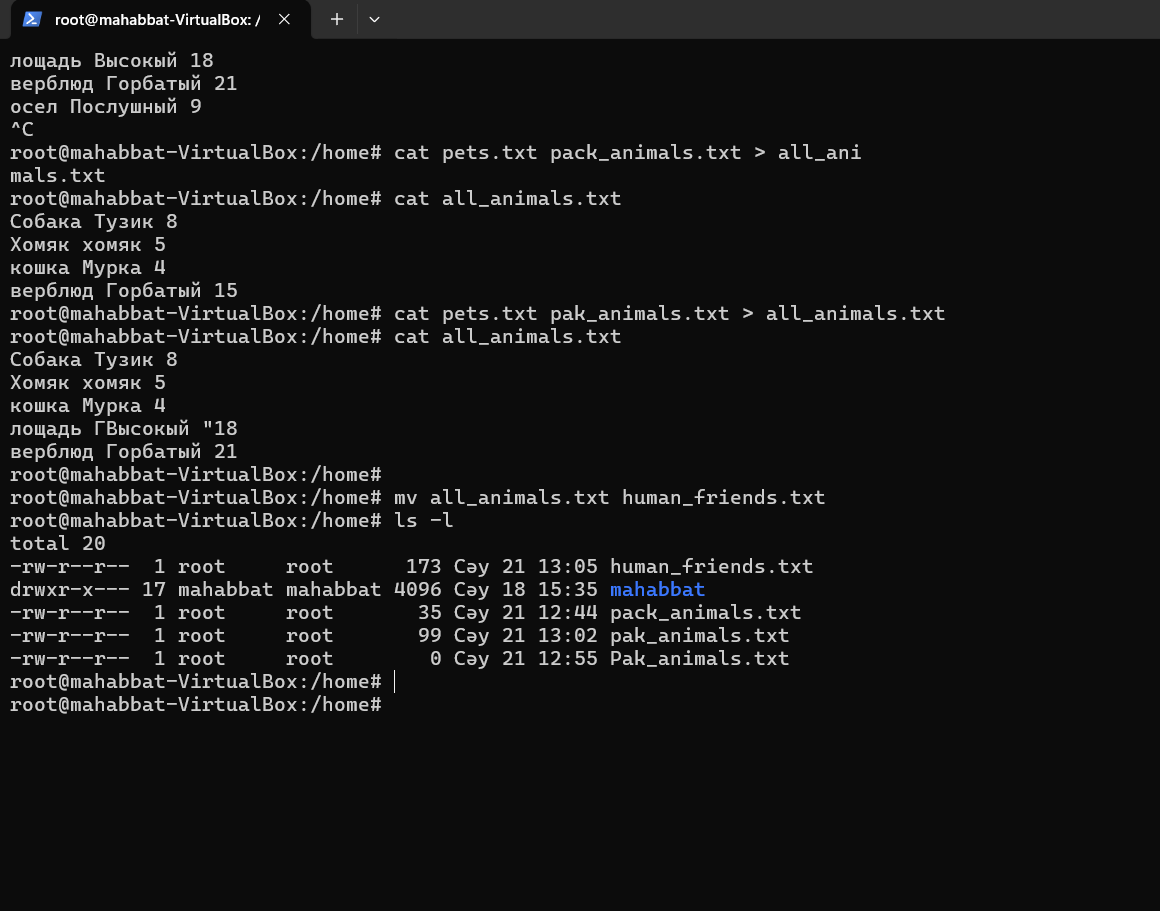 root@mahabbat-VirtualBox: /
лощадь Высокый 18
верблюд Горбатый 21
осел Послушный 9
^C
root@mahabbat-VirtualBox:/home# cat pets.txt pack_animals.txt > all_ani
mals.txt
root@mahabbat-VirtualBox:/home# cat all_animals.txt
Собака Тузик 8
Хомяк хомяк 5
кошка Мурка 4
верблюд Горбатый 15
root@mahabbat-VirtualBox:/home# cat pets.txt pak_animals.txt > all_animals.txt
root@mahabbat-VirtualBox:/home# cat all_animals.txt
Собака Тузик 8
Хомяк хомяк 5
кошка Мурка 4
лощадь ГВысокый "18
верблюд Горбатый 21
root@mahabbat-VirtualBox:/home#
root@mahabbat-VirtualBox:/home# mv all_animals.txt human_friends.txt
root@mahabbat-VirtualBox:/home# ls -l
total 20
-rw-r--r--  1 root     root      173 Сәу 21 13:05 human_friends.txt
drwxr-x--- 17 mahabbat mahabbat 4096 Сәу 18 15:35 mahabbat
-rw-r--r--  1 root     root       35 Сәу 21 12:44 pack_animals.txt
-rw-r--r--  1 root     root       99 Сәу 21 13:02 pak_animals.txt
-rw-r--r--  1 root     root        0 Сәу 21 12:55 Pak_animals.txt
root@mahabbat-VirtualBox:/home#
root@mahabbat-VirtualBox:/home#